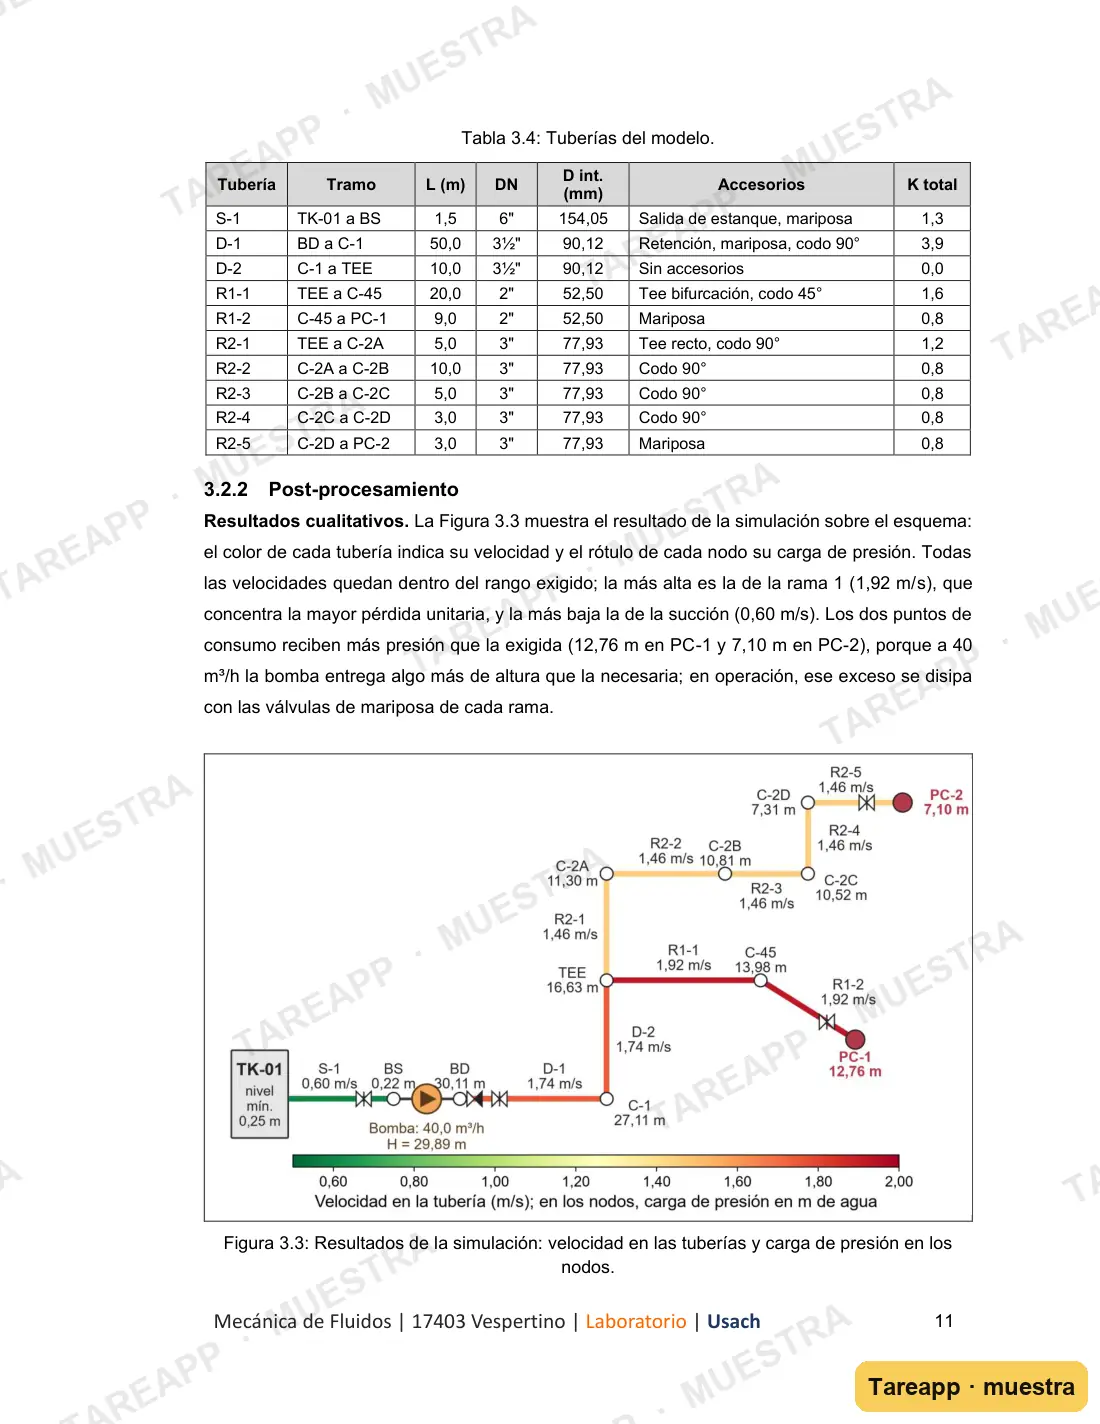 Tabla 3.4: Tuberías del modelo.
Tubería Tramo L (m) DN D int. (mm) Accesorios K total
S-1 TK-01 a BS 1,5 6" 154,05 Salida de estanque, mariposa 1,3
D-1 BD a C-1 50,0 3½" 90,12 Retención, mariposa, codo 90° 3,9
D-2 C-1 a TEE 10,0 3½" 90,12 Sin accesorios 0,0
R1-1 TEE a C-45 20,0 2" 52,50 Tee bifurcación, codo 45° 1,6
R1-2 C-45 a PC-1 9,0 2" 52,50 Mariposa 0,8
R2-1 TEE a C-2A 5,0 3" 77,93 Tee recto, codo 90° 1,2
R2-2 C-2A a C-2B 10,0 3" 77,93 Codo 90° 0,8
R2-3 C-2B a C-2C 5,0 3" 77,93 Codo 90° 0,8
R2-4 C-2C a C-2D 3,0 3" 77,93 Codo 90° 0,8
R2-5 C-2D a PC-2 3,0 3" 77,93 Mariposa 0,8
3.2.2 Post-procesamiento
Resultados cualitativos. La Figura 3.3 muestra el resultado de la simulación sobre el esquema:
el color de cada tubería indica su velocidad y el rótulo de cada nodo su carga de presión. Todas
las velocidades quedan dentro del rango exigido; la más alta es la de la rama 1 (1,92 m/s), que
concentra la mayor pérdida unitaria, y la más baja la de la succión (0,60 m/s). Los dos puntos de
consumo reciben más presión que la exigida (12,76 m en PC-1 y 7,10 m en PC-2), porque a 40
m³/h la bomba entrega algo más de altura que la necesaria; en operación, ese exceso se disipa
con las válvulas de mariposa de cada rama.
R2-5
1,46 m/s
C-2D
7,31 m
PC-2
7,10 m
R2-4
1,46 m/s
R2-2
1,46 m/s
C-2B
10,81 m
C-2A
11,30 m
R2-3
1,46 m/s
C-2C
10,52 m
R2-1
1,46 m/s
R1-1
1,92 m/s
C-45
13,98 m
TEE
16,63 m
R1-2
1,92 m/s
D-2
1,74 m/s
PC-1
12,76 m
TK-01
nivel
mín.
0,25 m
S-1
0,60 m/s
BS
0,22 m
BD
30,11 m
D-1
1,74 m/s
C-1
27,11 m
Bomba: 40,0 m³/h
H = 29,89 m
0,60 0,80 1,00 1,20 1,40 1,60 1,80 2,00
Velocidad en la tubería (m/s); en los nodos, carga de presión en m de agua
Figura 3.3: Resultados de la simulación: velocidad en las tuberías y carga de presión en los
nodos.
Mecánica de Fluidos | 17403 Vespertino | Laboratorio | Usach 11
Tareapp · muestra
TAREAPP · MUESTRA